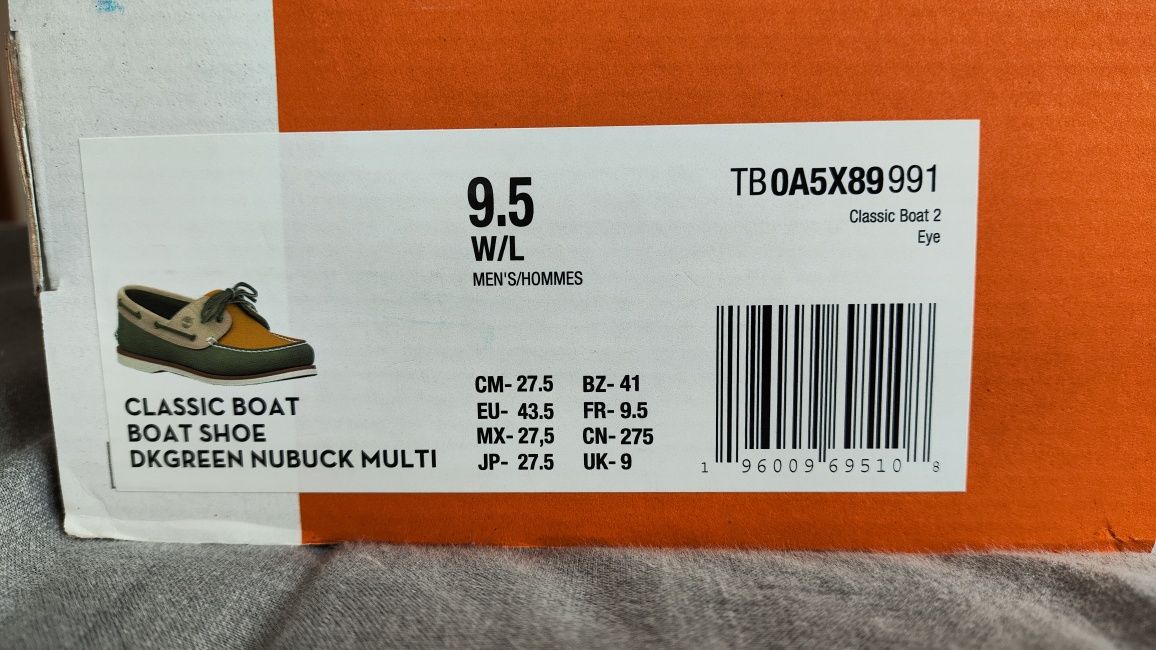 9.5
W/L
MEN'S/HOMMES
TB0A5X89991
Classic Boat 2
Eye
CLASSIC BOAT
BOAT SHOE
DKGREEN NUBUCK MULTI
CM- 27.5 BZ- 41
EU- 43.5 FR- 9.5
MX- 27,5 CN- 275
JP- 27.5 UK- 9
1 96009 69510 8